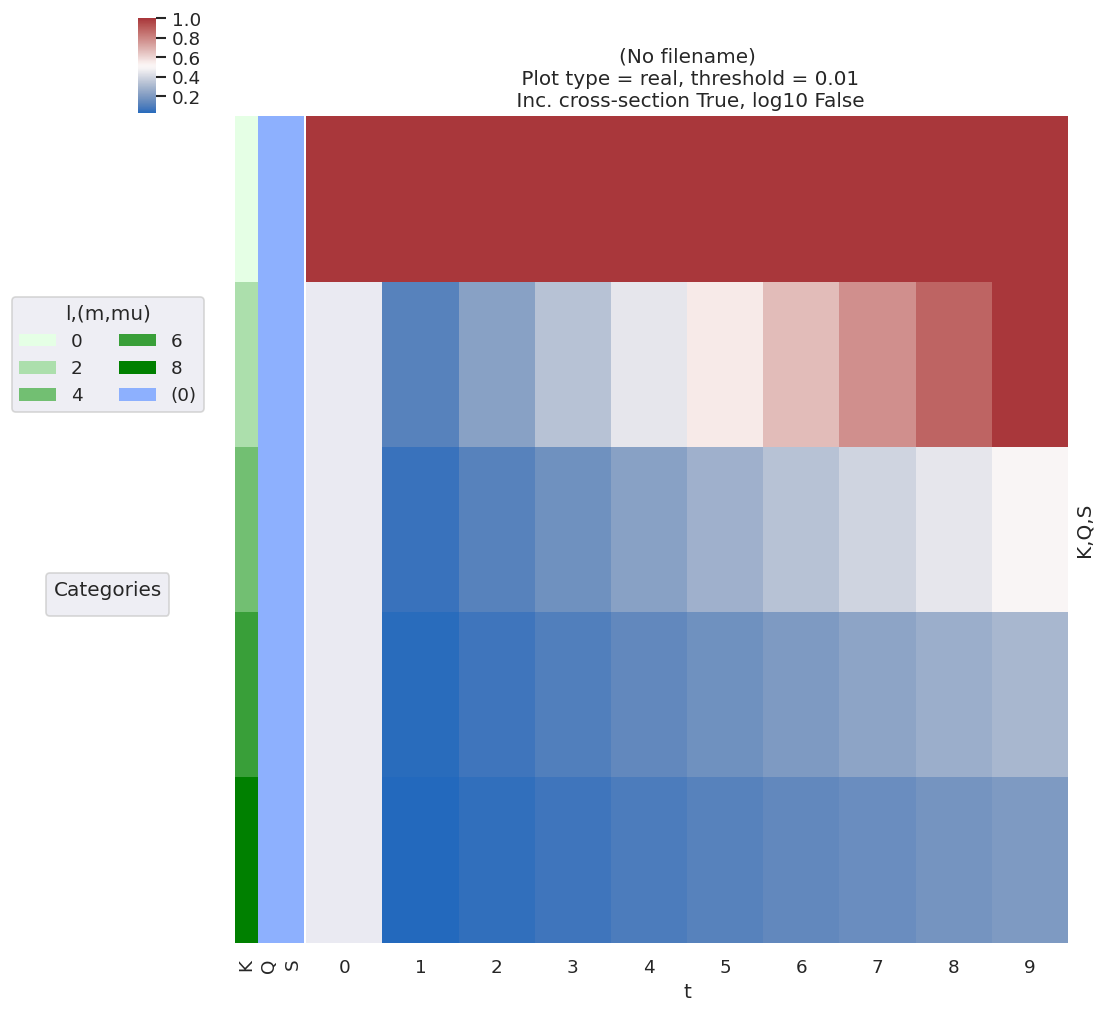 1.0
0.8
0.6
0.4
0.2
(No filename)
Plot type = real, threshold = 0.01
Inc. cross-section True, log10 False
l,(m,mu)
0 6
2 8
4 (0)
Categories
K,Q,S
K Q S 0 1 2 3 4 5 6 7 8 9
t